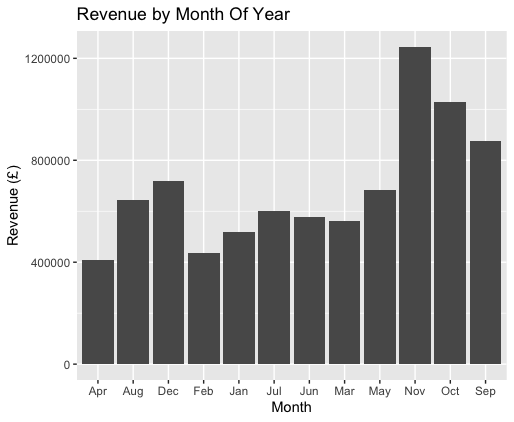 Revenue by Month Of Year
Revenue (£)
1200000
800000
400000
0
Apr Aug Dec Feb Jan Jul Jun Mar May Nov Oct Sep
Month